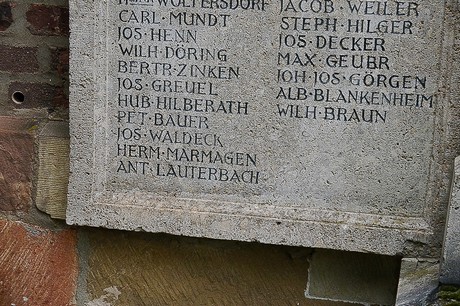 WOLTERSDORF
CARL·MUNDT
JOS·HENN
WILH·DÖRING
BERTR·ZINKEN
JOS·GREUEL
HUB·HILBERATH
PET·BAUER
JOS·WALDECK
HERM·MARMAGEN
ANT·LAUTERBACH
JACOB·WEILER
STEPH·HILGER
JOS·DECKER
MAX·GEUBR
JOH·JOS·GÖRGEN
ALB·BLANKENHEIM
WILH·BRAUN